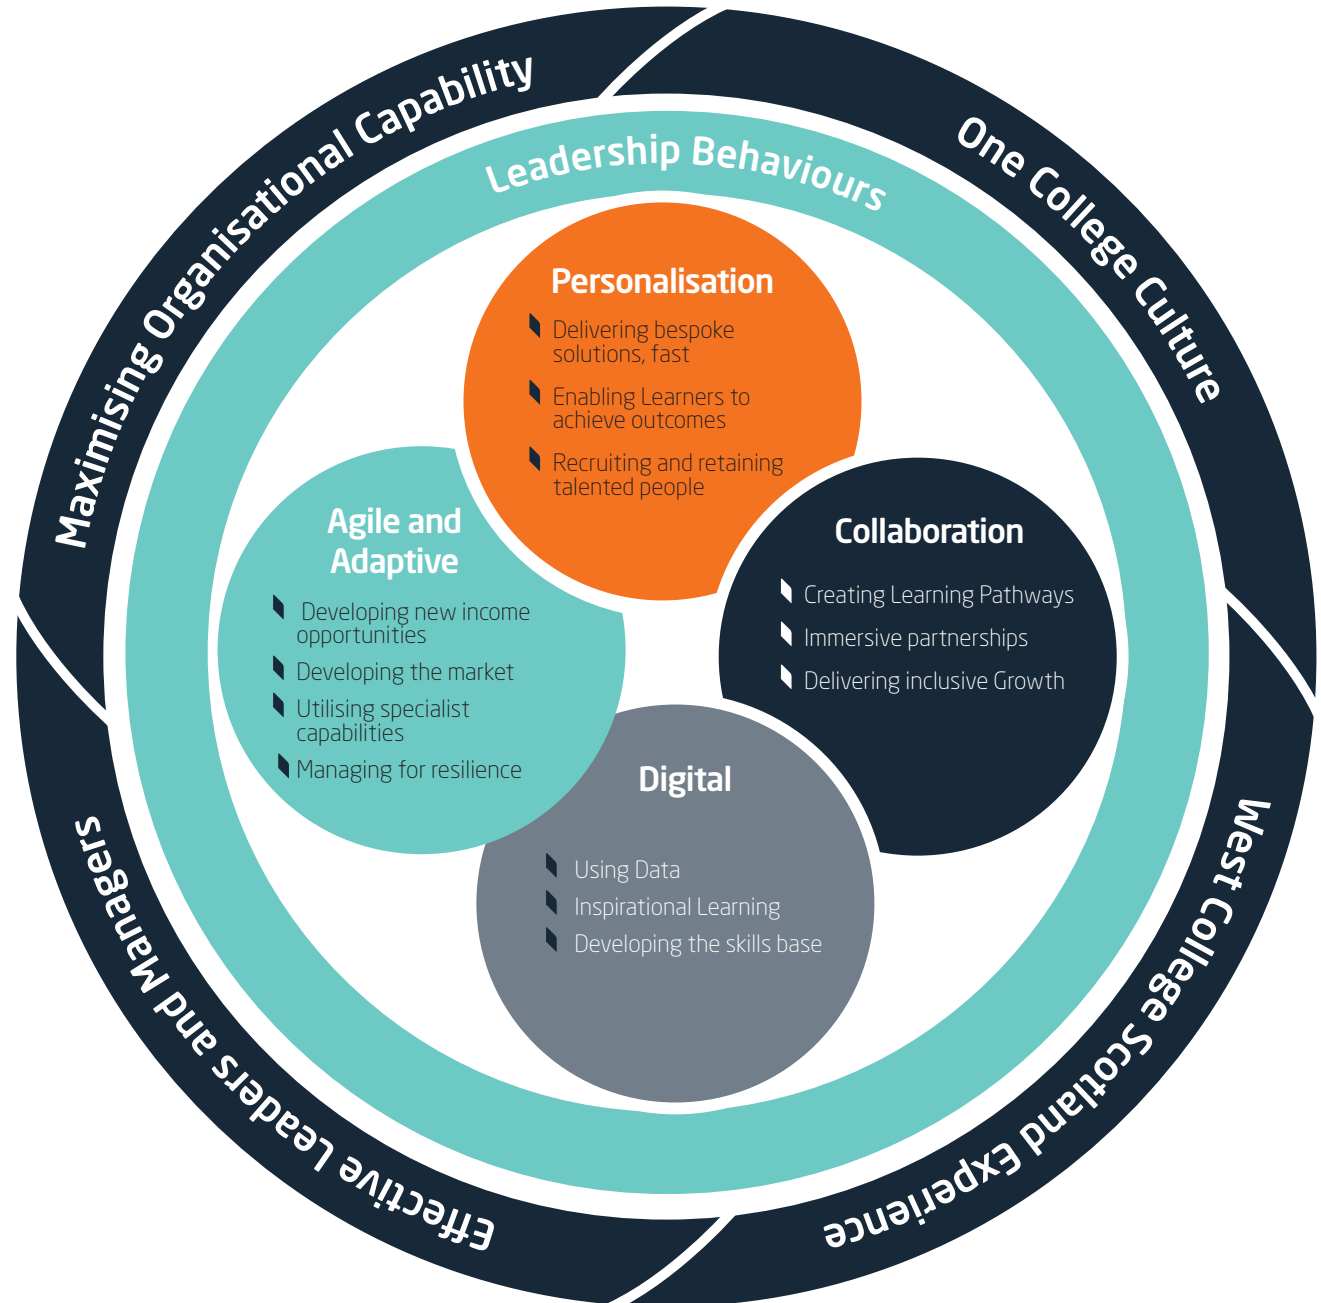 Maximising Organisational Capability
One College Culture
West College Scotland Experience
Effective Leaders and Managers
Leadership Behaviours
Personalisation
Delivering bespoke
solutions, fast
Enabling Learners to
achieve outcomes
Recruiting and retaining
talented people
Agile and
Adaptive
Developing new income
opportunities
Developing the market
Utilising specialist
capabilities
Managing for resilience
Collaboration
Creating Learning Pathways
Immersive partnerships
Delivering inclusive Growth
Digital
Using Data
Inspirational Learning
Developing the skills base